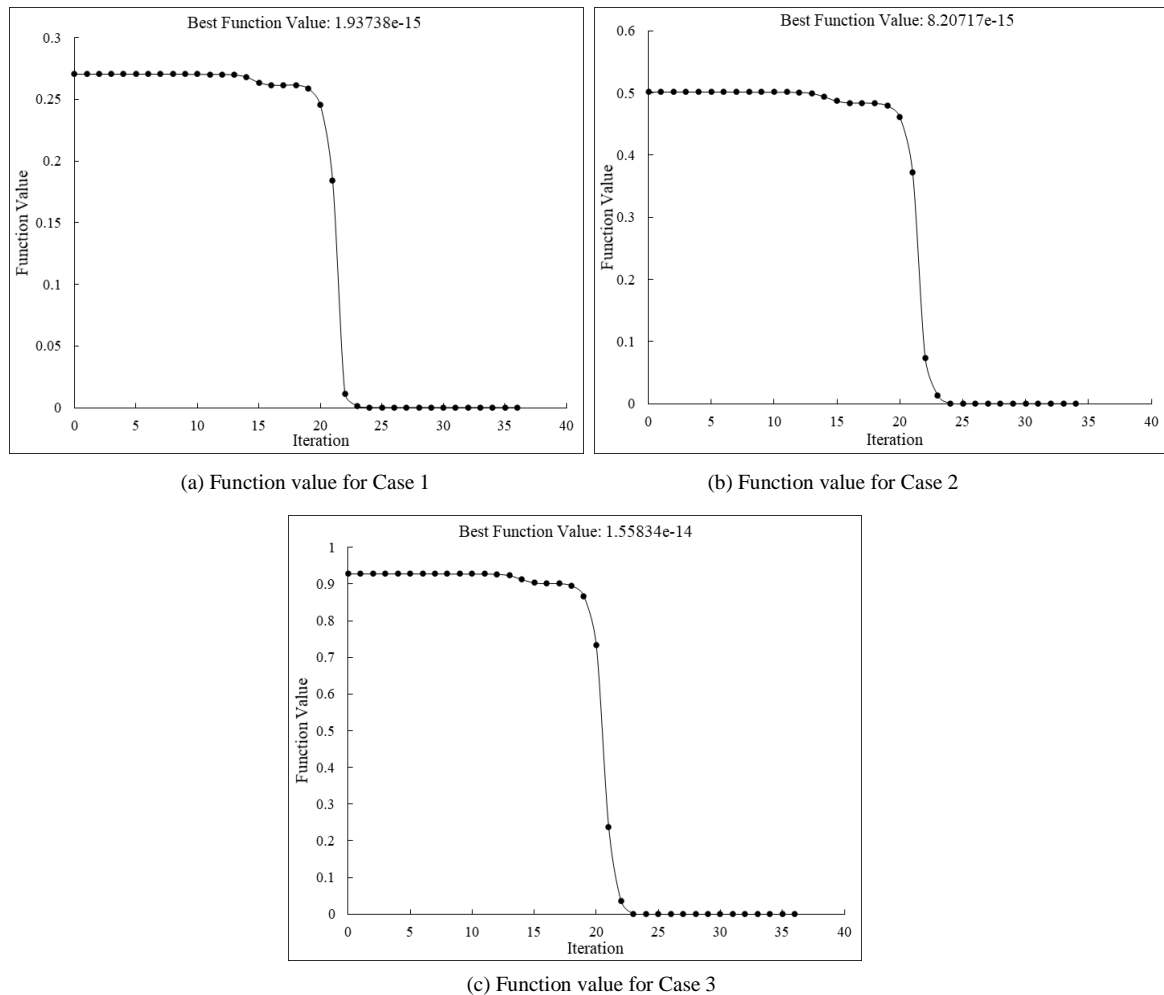 Best Function Value: 1.93738e-15
0.3
0.25
0.2
0.15
0.1
0.05
0
Function Value
0 5 10 15 20 25 30 35 40
Iteration
(a) Function value for Case 1
Best Function Value: 8.20717e-15
0.6
0.5
0.4
0.3
0.2
0.1
0
Function Value
0 5 10 15 20 25 30 35 40
Iteration
(b) Function value for Case 2
Best Function Value: 1.55834e-14
1
0.9
0.8
0.7
0.6
0.5
0.4
0.3
0.2
0.1
0
Function Value
0 5 10 15 20 25 30 35 40
Iteration
(c) Function value for Case 3